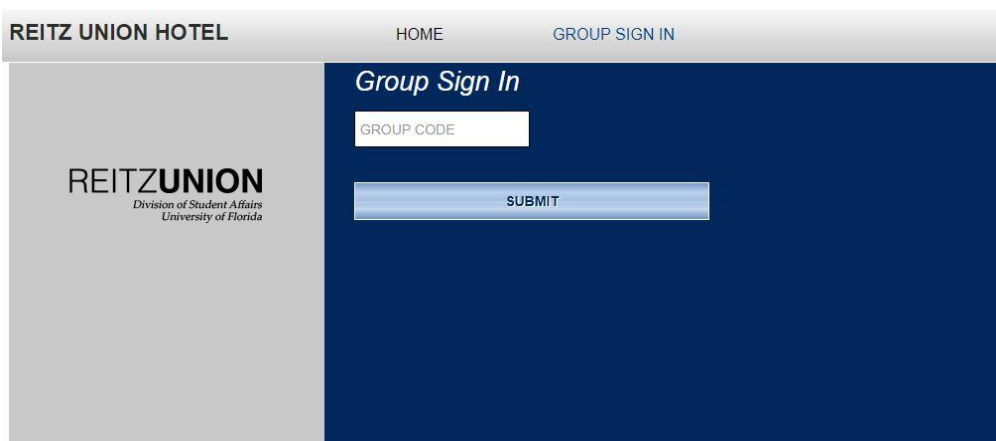 REITZ UNION HOTEL
HOME
GROUP SIGN IN
REITZUNION
Division of Student Affairs
University of Florida
Group Sign In
GROUP CODE
SUBMIT